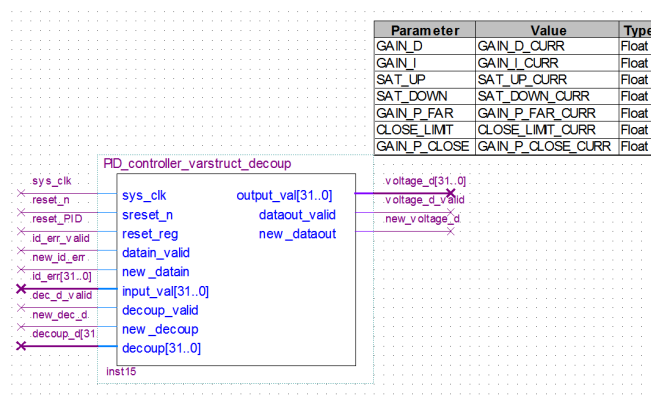 Parameter Value Type
GAIN_D GAIN_D_CURR Float
GAIN_I GAIN_I_CURR Float
SAT_UP SAT_UP_CURR Float
SAT_DOWN SAT_DOWN_CURR Float
GAIN_P_FAR GAIN_P_FAR_CURR Float
CLOSE_LIMIT CLOSE_LIMIT_CURR Float
GAIN_P_CLOSE GAIN_P_CLOSE_CURR Float
PID_controller_varstruct_decoup
sys_clk sys_clk output_val[31..0] voltage_d[31..0]
reset_n sreset_n dataout_valid voltage_d_valid
reset_PID reset_reg new_dataout new_voltage_d
id_err_valid datain_valid
new_id_err new_datain
id_err[31..0] input_val[31..0]
dec_d_valid decoup_valid
new_dec_d new_decoup
decoup_d[31 decoup[31..0]
inst15